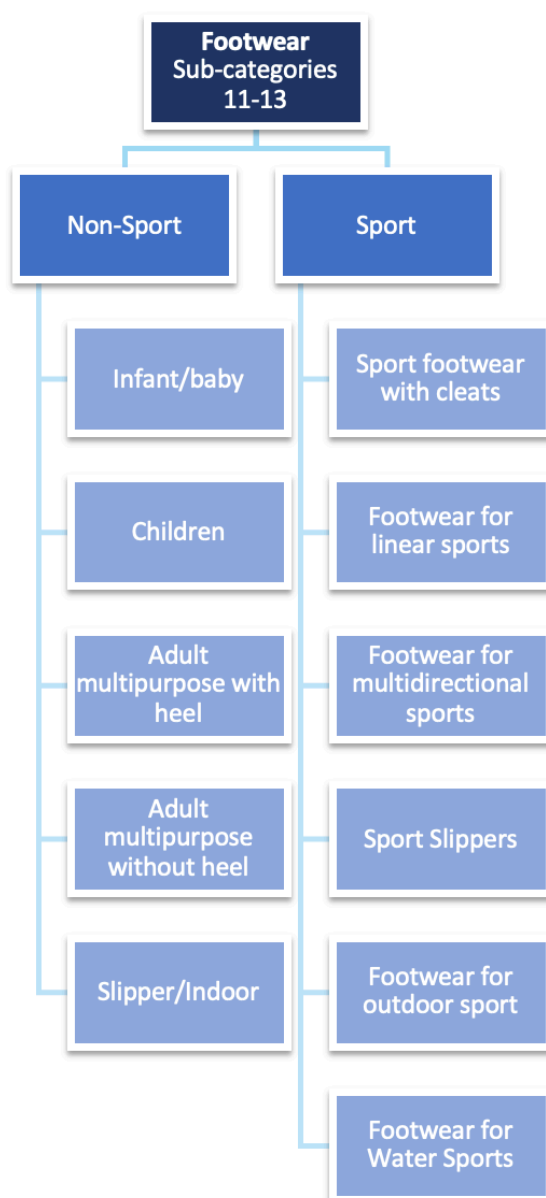 Footwear
Sub-categories
11-13
Non-Sport
Sport
Infant/baby
Children
Adult
multipurpose with
heel
Adult
multipurpose
without heel
Slipper/Indoor
Sport footwear
with cleats
Footwear for
linear sports
Footwear for
multidirectional
sports
Sport Slippers
Footwear for
outdoor sport
Footwear for
Water Sports